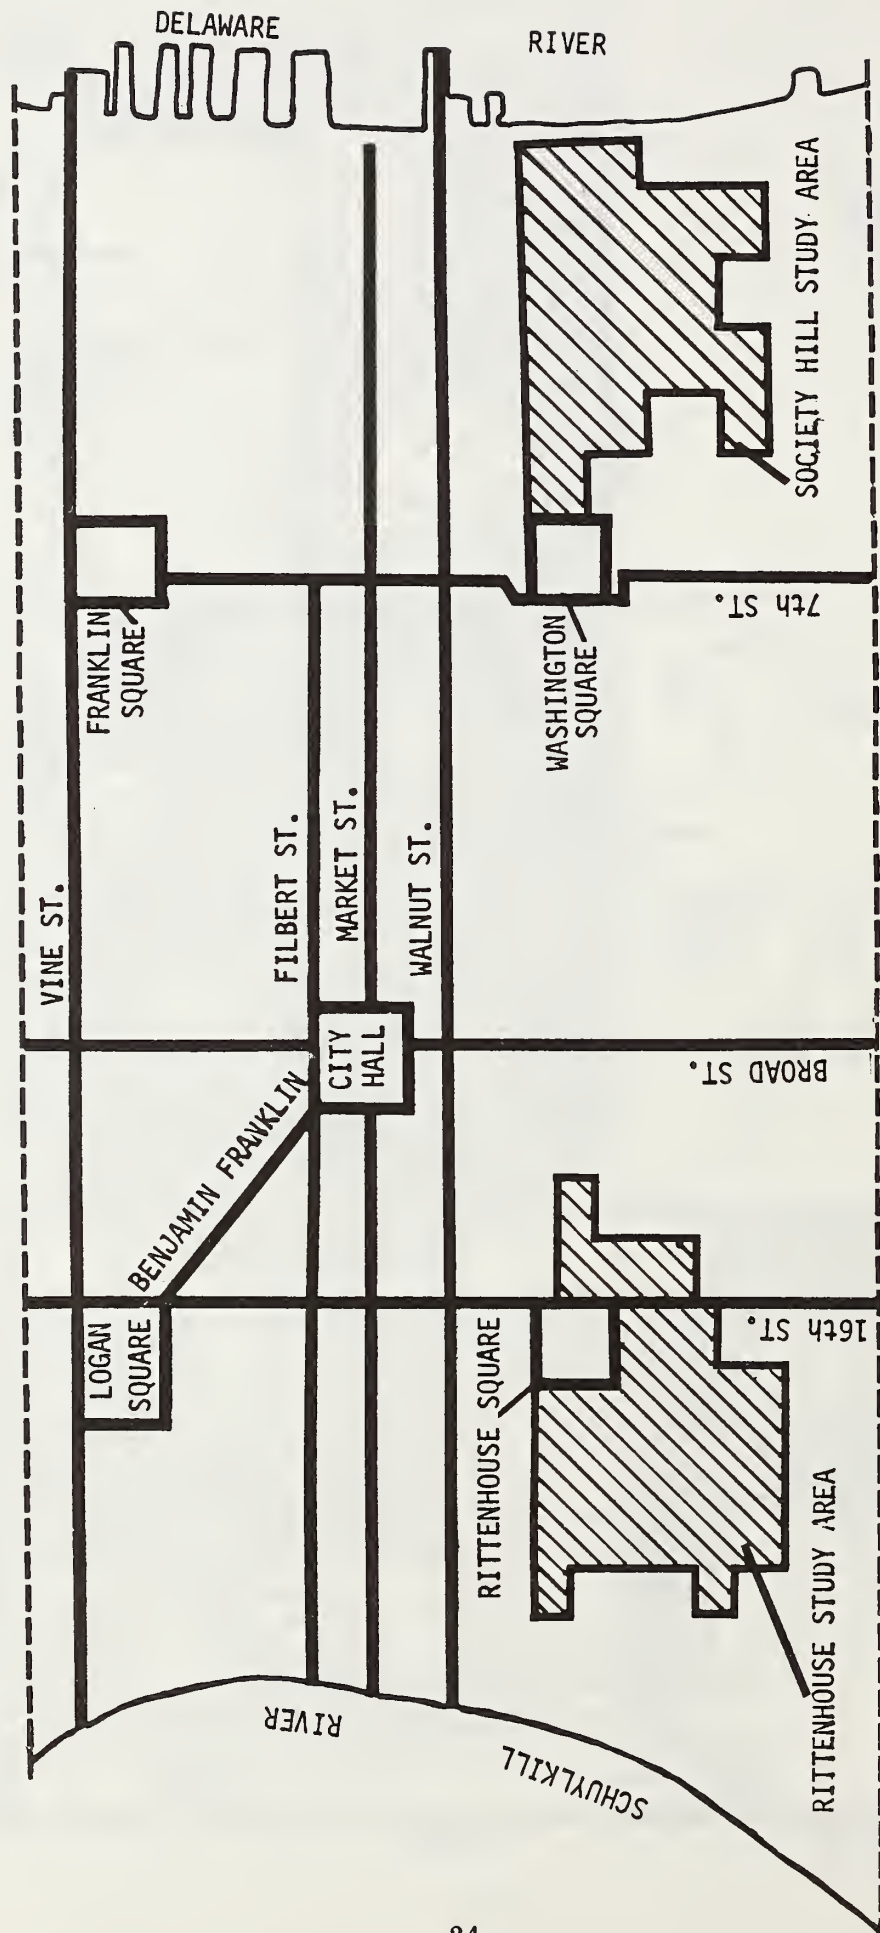 DELAWARE
RIVER
VINE ST.
FRANKLIN
SQUARE
FILBERT ST.
MARKET ST.
WALNUT ST.
WASHINGTON
SQUARE
7th ST.
SOCIETY HILL STUDY AREA
CITY
HALL
BROAD ST.
BENJAMIN FRANKLIN
LOGAN
SQUARE
16th ST.
RITTENHOUSE SQUARE
RITTENHOUSE STUDY AREA
SCHUYLKILL
RIVER